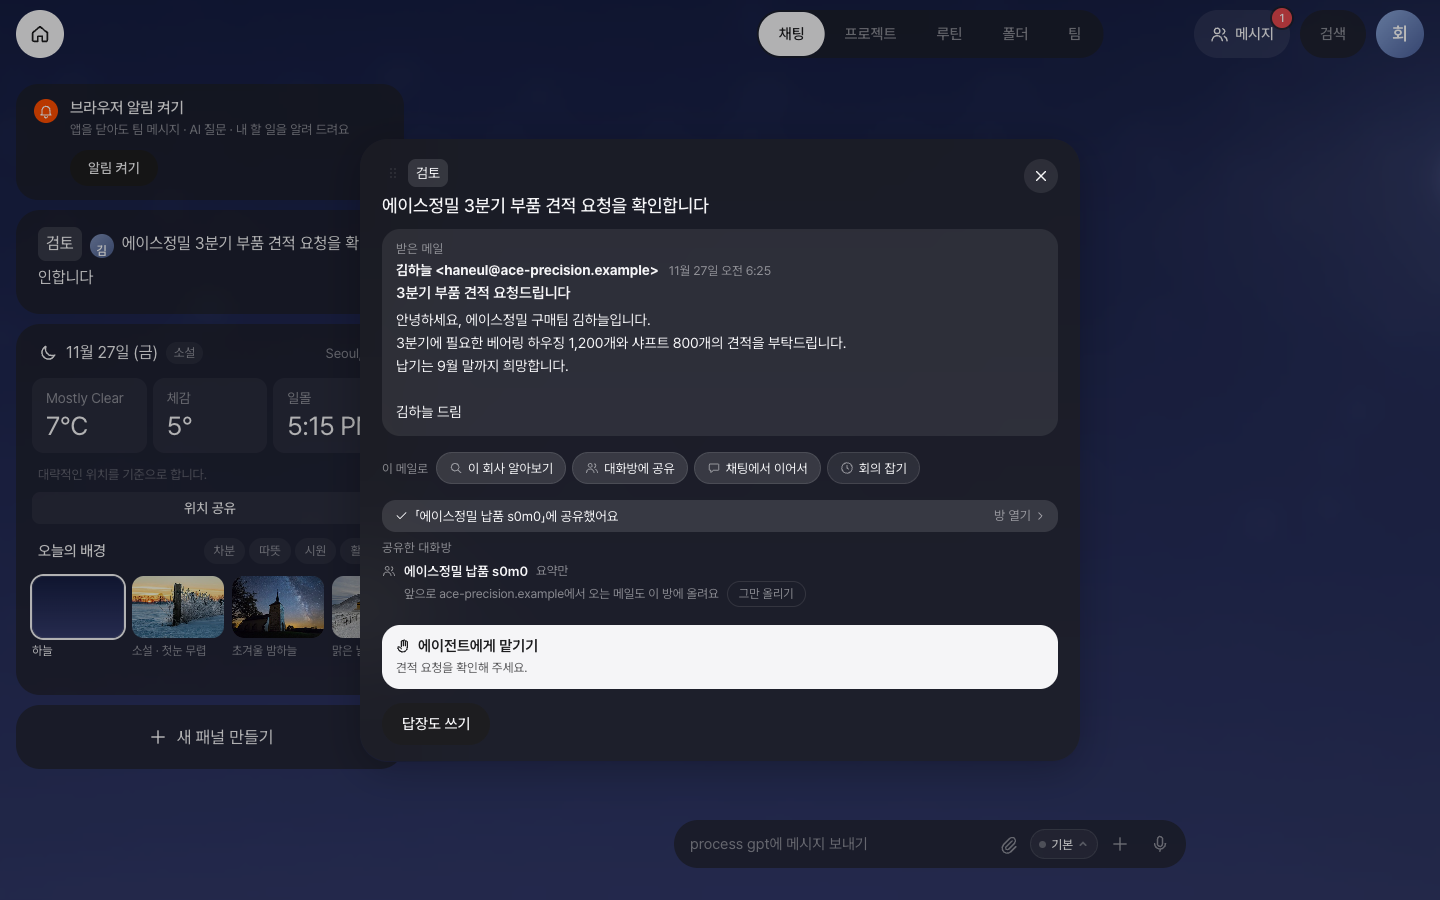 채팅
프로젝트
루틴
폴더
팀
메시지
1
검색
회
브라우저 알림 켜기
앱을 닫아도 팀 메시지 · AI 질문 · 내 할 일을 알려 드려요
알림 켜기
검토
김
에이스정밀 3분기 부품 견적 요청을 확
인합니다
11월 27일 (금)
소설
Seoul,
Mostly Clear
7°C
체감
5°
일몰
5:15 PM
대략적인 위치를 기준으로 합니다.
위치 공유
오늘의 배경
차분
따뜻
시원
하늘
소설 · 첫눈 무렵
초겨울 밤하늘
맑은
새 패널 만들기
검토
에이스정밀 3분기 부품 견적 요청을 확인합니다
받은 메일
김하늘 <haneul@ace-precision.example> 11월 27일 오전 6:25
3분기 부품 견적 요청드립니다
안녕하세요, 에이스정밀 구매팀 김하늘입니다.
3분기에 필요한 베어링 하우징 1,200개와 샤프트 800개의 견적을 부탁드립니다.
납기는 9월 말까지 희망합니다.
김하늘 드림
이 메일로
이 회사 알아보기
대화방에 공유
채팅에서 이어서
회의 잡기
「에이스정밀 납품 s0m0」에 공유했어요
방 열기
공유한 대화방
에이스정밀 납품 s0m0 요약만
앞으로 ace-precision.example에서 오는 메일도 이 방에 올려요
그만 올리기
에이전트에게 맡기기
견적 요청을 확인해 주세요.
답장도 쓰기
process gpt에 메시지 보내기
기본